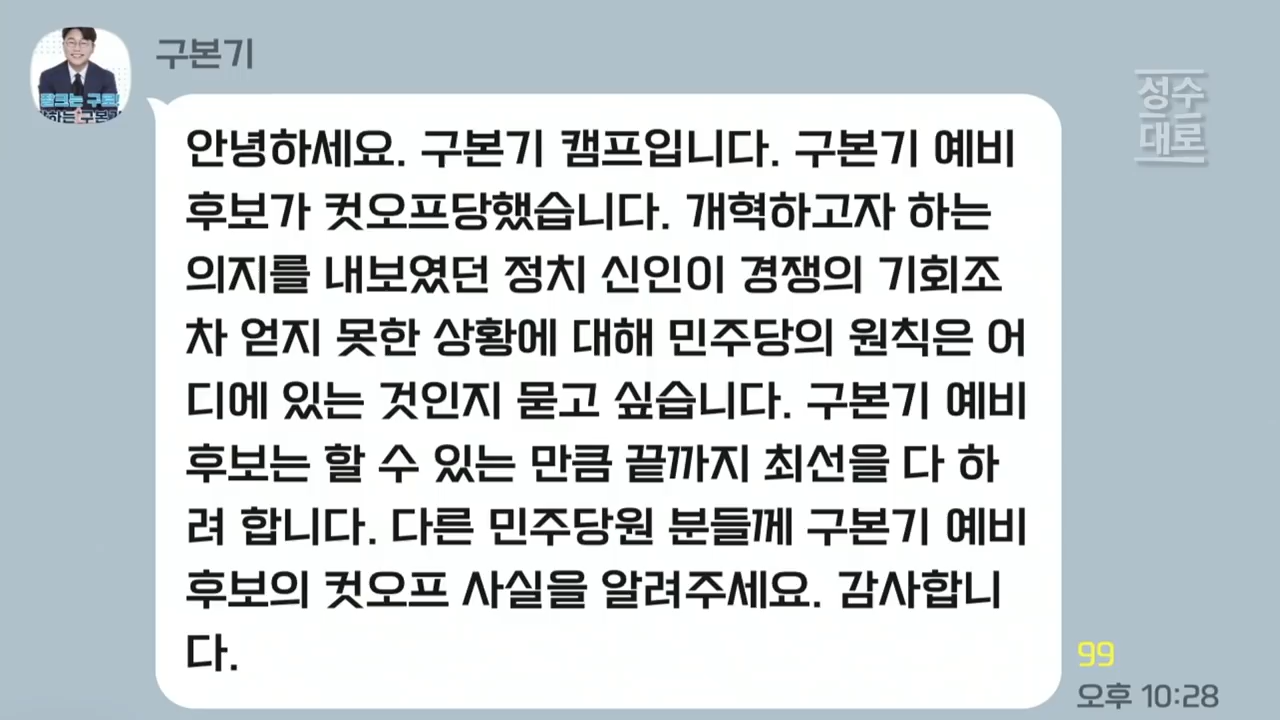 구본기
성수
대로
안녕하세요. 구본기 캠프입니다. 구본기 예비
후보가 컷오프당했습니다. 개혁하고자 하는
의지를 내보였던 정치 신인이 경쟁의 기회조
차 얻지 못한 상황에 대해 민주당의 원칙은 어
디에 있는 것인지 묻고 싶습니다. 구본기 예비
후보는 할 수 있는 만큼 끝까지 최선을 다 하
려 합니다. 다른 민주당원 분들께 구본기 예비
후보의 컷오프 사실을 알려주세요. 감사합니
다.
99
오후 10:28